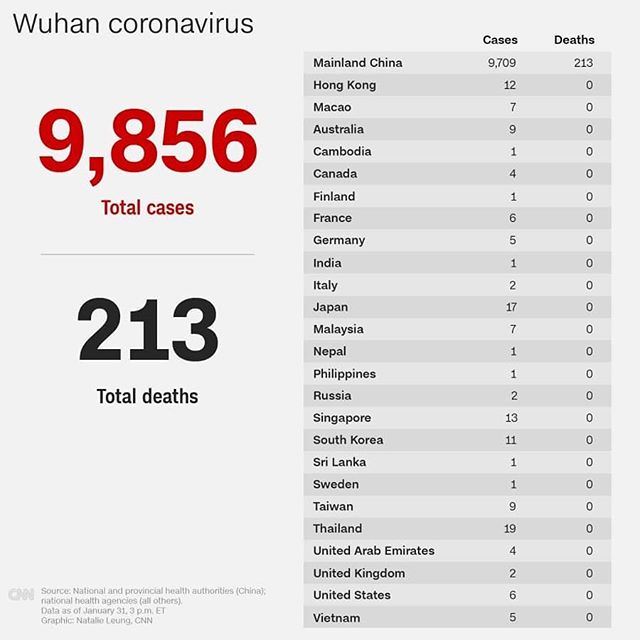 Wuhan coronavirus
9,856
Total cases
213
Total deaths
Cases Deaths
Mainland China 9,709 213
Hong Kong 12 0
Macao 7 0
Australia 9 0
Cambodia 1 0
Canada 4 0
Finland 1 0
France 6 0
Germany 5 0
India 1 0
Italy 2 0
Japan 17 0
Malaysia 7 0
Nepal 1 0
Philippines 1 0
Russia 2 0
Singapore 13 0
South Korea 11 0
Sri Lanka 1 0
Sweden 1 0
Taiwan 9 0
Thailand 19 0
United Arab Emirates 4 0
United Kingdom 2 0
United States 6 0
Vietnam 5 0
CNN
Source: National and provincial health authorities (China);
national health agencies (all others).
Data as of January 31, 3 p.m. ET
Graphic: Natalie Leung, CNN